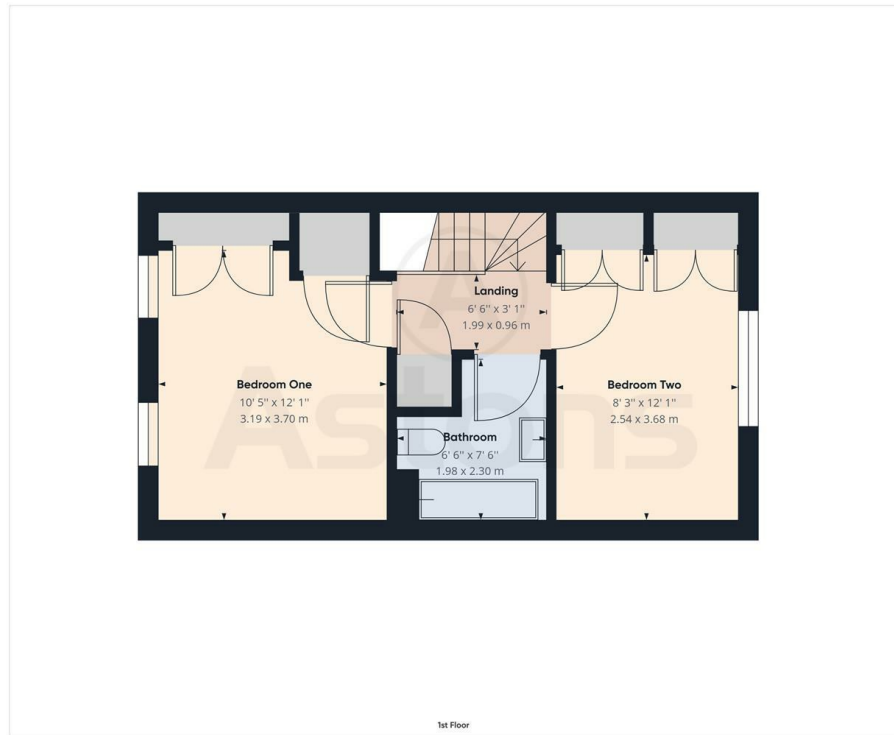 Landing
6' 6'' x 3' 1''
1.99 x 0.96 m
Bedroom One
10' 5'' x 12' 1''
3.19 x 3.70 m
Bedroom Two
8' 3'' x 12' 1''
2.54 x 3.68 m
Bathroom
6' 6'' x 7' 6''
1.98 x 2.30 m
A
Astons
1st Floor